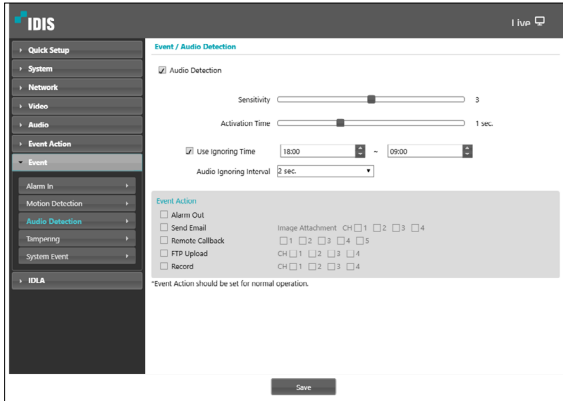 IDIS
Live
Quick Setup
System
Network
Video
Audio
Event Action
Event
Alarm In
Motion Detection
Audio Detection
Tampering
System Event
IDLA
Event / Audio Detection
Audio Detection
Sensitivity 3
Activation Time 1 sec.
Use Ignoring Time 18:00 ~ 09:00
Audio Ignoring Interval 2 sec.
Event Action
Alarm Out
Send Email Image Attachment CH 1 2 3 4
Remote Callback 1 2 3 4 5
FTP Upload CH 1 2 3 4
Record CH 1 2 3 4
*Event Action should be set for normal operation.
Save